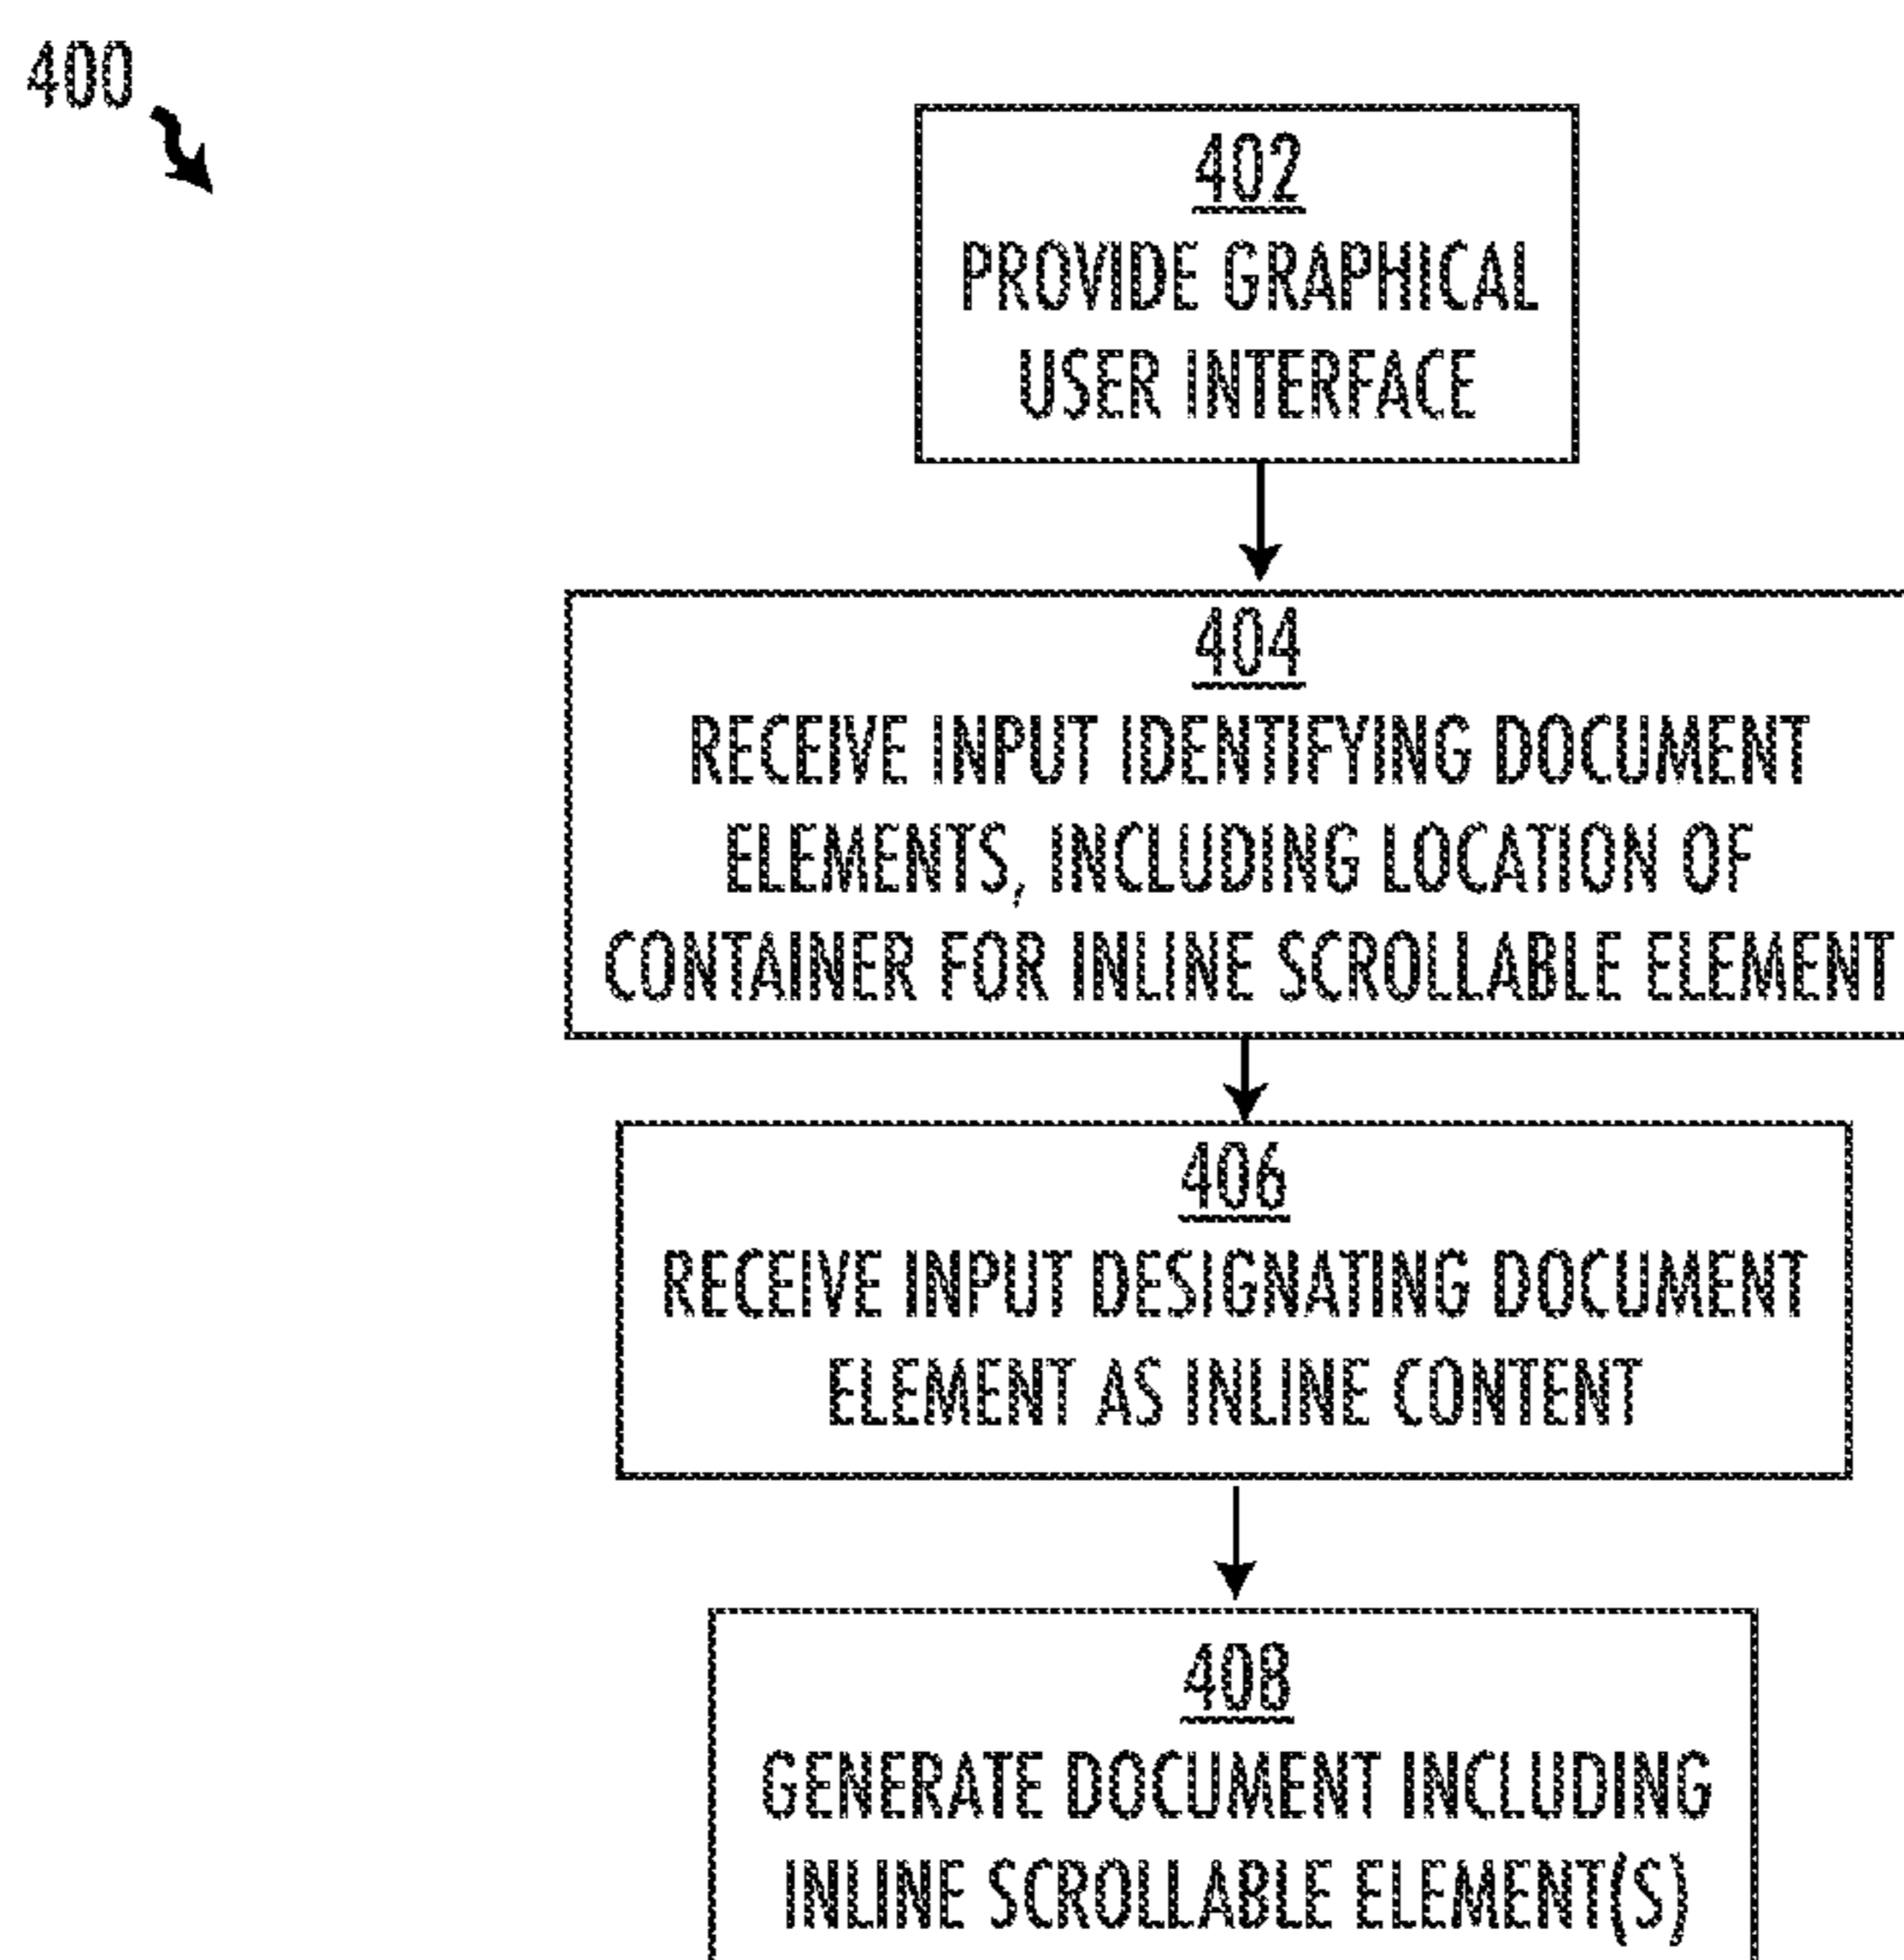 400
402
PROVIDE GRAPHICAL
USER INTERFACE
404
RECEIVE INPUT IDENTIFYING DOCUMENT
ELEMENTS, INCLUDING LOCATION OF
CONTAINER FOR INLINE SCROLLABLE ELEMENT
406
RECEIVE INPUT DESIGNATING DOCUMENT
ELEMENT AS INLINE CONTENT
408
GENERATE DOCUMENT INCLUDING
INLINE SCROLLABLE ELEMENT(S)